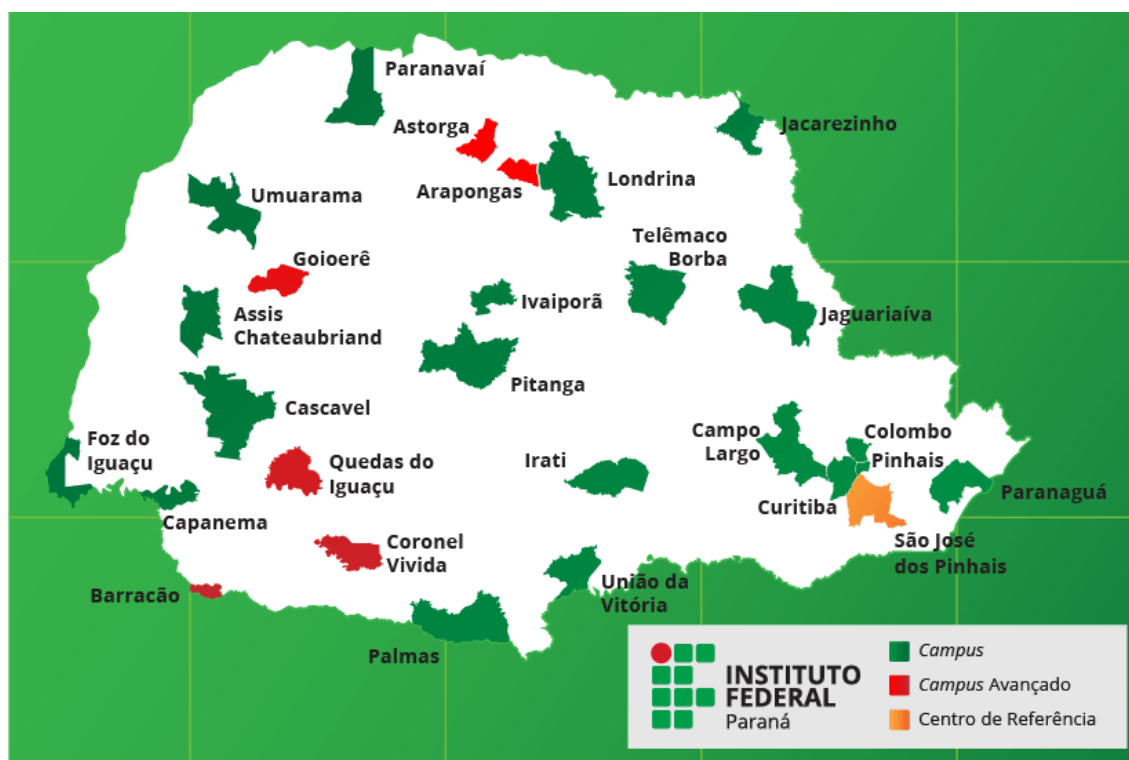 Paranavaí
Astorga
Jacarezinho
Arapongas
Londrina
Umuarama
Telêmaco
Borba
Goioerê
Ivaiporã
Assis
Chateaubriand
Jaguariaíva
Pitanga
Cascavel
Foz do
Iguaçu
Campo
Largo
Colombo
Pinhais
Quedas do
Iguaçu
Irati
Paranaguá
Curitiba
Capanema
São José
dos Pinhais
Coronel
Vivida
Barracão
União da
Vitória
Palmas
INSTITUTO
FEDERAL
Paraná
Campus
Campus Avançado
Centro de Referência